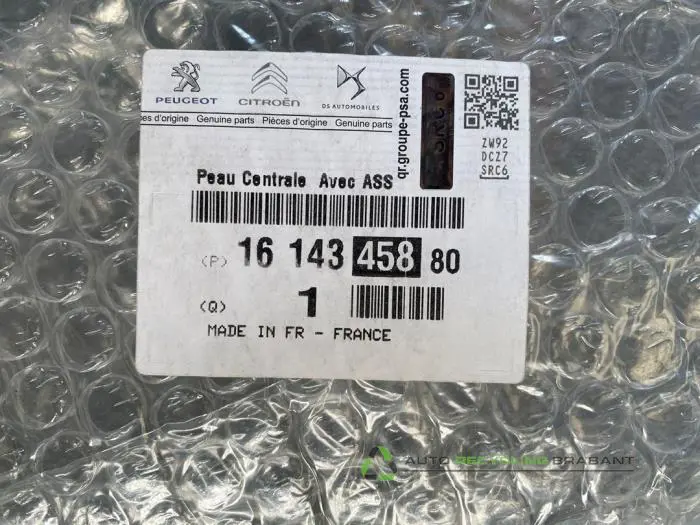 PEUGEOT CITROËN DS AUTOMOBILES
ces d'origine Genuine parts Pièces d'origine Genuine parts
qr.groupe-psa.com
SRC6
ZW92
DCZ7
SRC6
Peau Centrale Avec ASS
(P) 16 143 458 80
(Q) 1
MADE IN FR - FRANCE
AUTO RECYCLING BRABANT